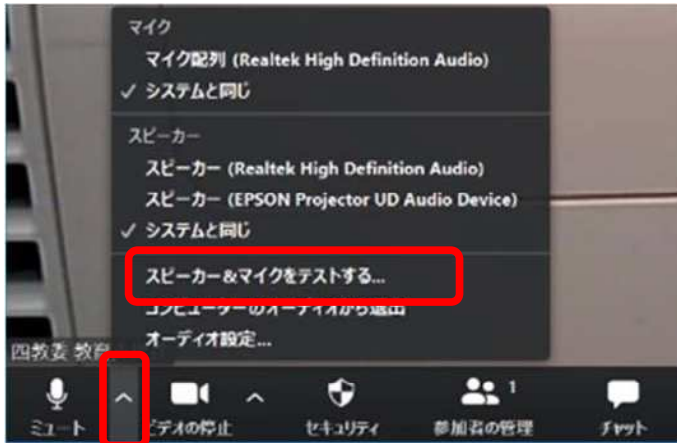 マイク
マイク配列 (Realtek High Definition Audio)
✓ システムと同じ
スピーカー
スピーカー (Realtek High Definition Audio)
スピーカー (EPSON Projector UD Audio Device)
✓ システムと同じ
スピーカー&マイクをテストする...
コンピューターのオーディオから退出
オーディオ設定...
四教委 教育
ミュート
ビデオの停止
セキュリティ
1
参加者の管理
チャット